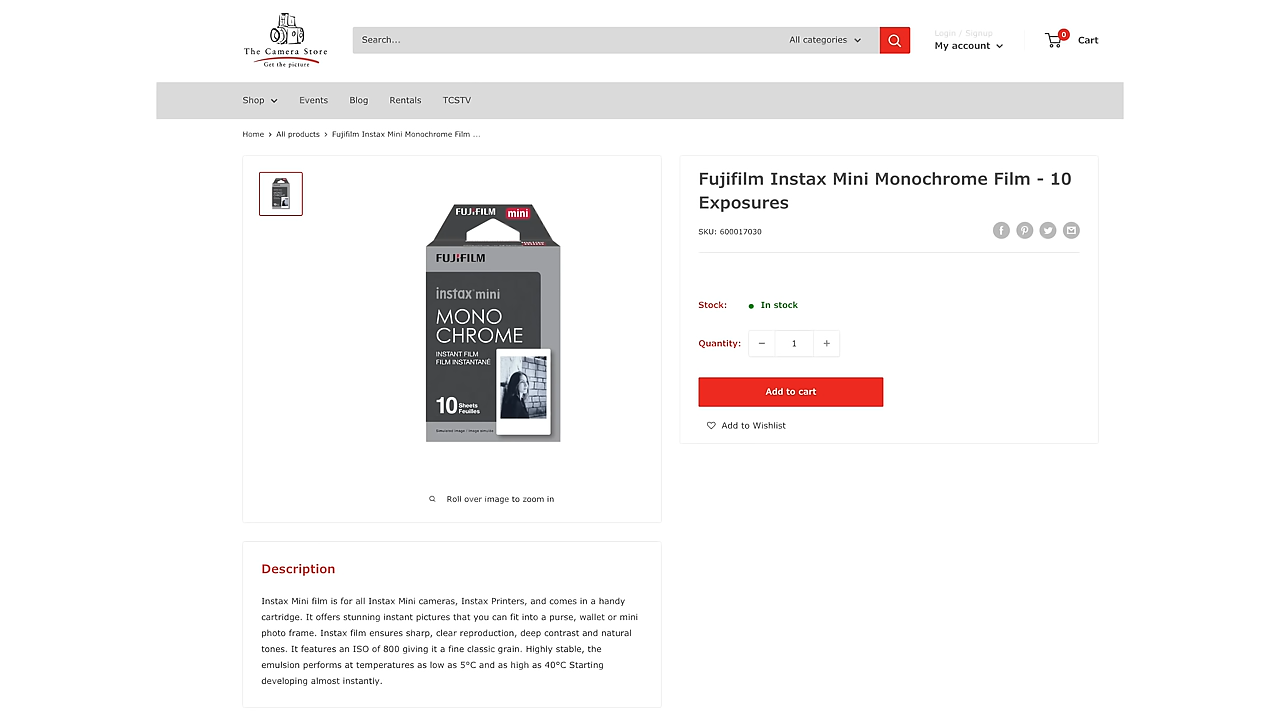 The Camera Store
Get the picture
Search...
All categories
Login / Signup
My account
0
Cart
Shop
Events
Blog
Rentals
TCSTV
Home > All products > Fujifilm Instax Mini Monochrome Film ...
FUJIFILM
mini
FUJIFILM
instax mini
MONO
CHROME
INSTANT FILM
FILM INSTANTANÉ
10 Sheets
Feuilles
Simulated image / Image simulée
Roll over image to zoom in
Fujifilm Instax Mini Monochrome Film - 10
Exposures
SKU: 600017030
Stock:
In stock
Quantity:
− 1 +
Add to cart
Add to Wishlist
Description
Instax Mini film is for all Instax Mini cameras, Instax Printers, and comes in a handy
cartridge. It offers stunning instant pictures that you can fit into a purse, wallet or mini
photo frame. Instax film ensures sharp, clear reproduction, deep contrast and natural
tones. It features an ISO of 800 giving it a fine classic grain. Highly stable, the
emulsion performs at temperatures as low as 5°C and as high as 40°C Starting
developing almost instantly.